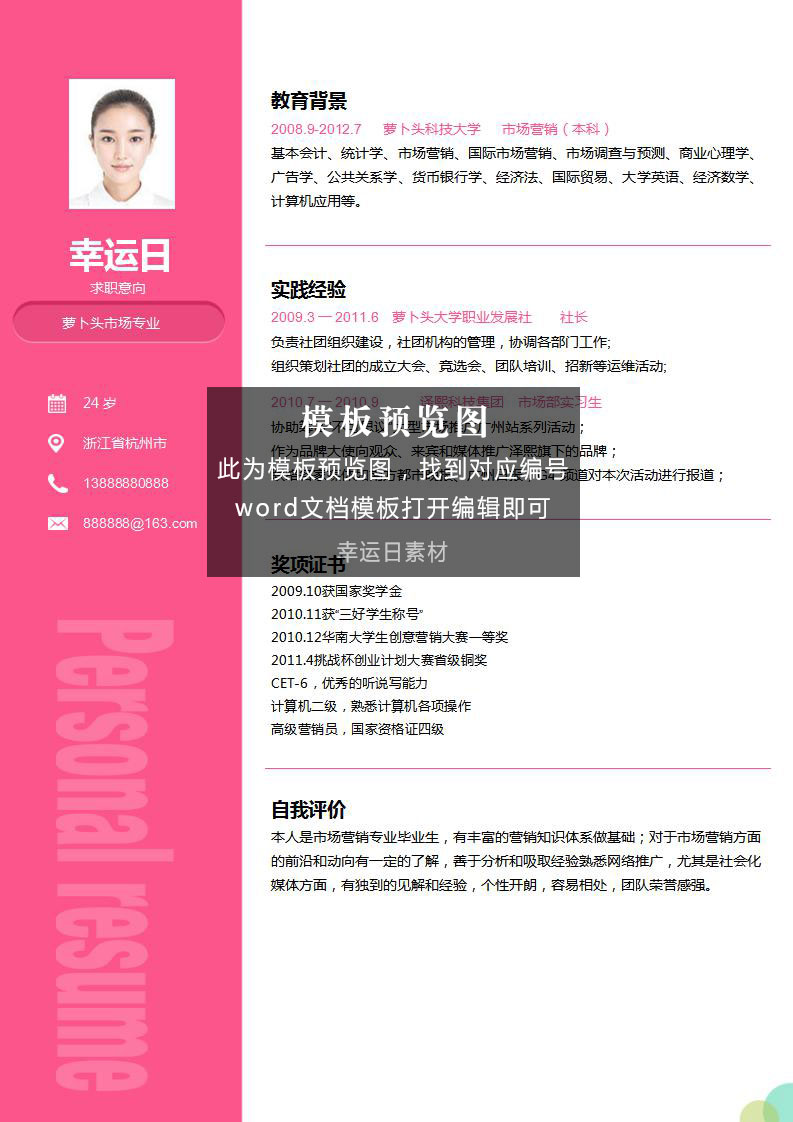 幸运日
求职意向
萝卜头市场专业
24 岁
浙江省杭州市
13888880888
888888@163.com
Personal resume
教育背景
2008.9-2012.7 萝卜头科技大学 市场营销（本科）
基本会计、统计学、市场营销、国际市场营销、市场调查与预测、商业心理学、
广告学、公共关系学、货币银行学、经济法、国际贸易、大学英语、经济数学、
计算机应用等。
实践经验
2009.3 — 2011.6 萝卜头大学职业发展社 社长
负责社团组织建设，社团机构的管理，协调各部门工作;
组织策划社团的成立大会、竞选会、团队培训、招新等运维活动;
2010.7 — 2010.9 泽熙科技集团 市场部实习生
协助 广州站系列活动；
作为品牌大使向观众、来宾和媒体推广泽熙旗下的品牌；
频道对本次活动进行报道；
模板预览图
此为模板预览图，找到对应编号
word文档模板打开编辑即可
幸运日素材
奖项证书
2009.10获国家奖学金
2010.11获“三好学生称号”
2010.12华南大学生创意营销大赛一等奖
2011.4挑战杯创业计划大赛省级铜奖
CET-6，优秀的听说写能力
计算机二级，熟悉计算机各项操作
高级营销员，国家资格证四级
自我评价
本人是市场营销专业毕业生，有丰富的营销知识体系做基础；对于市场营销方面
的前沿和动向有一定的了解，善于分析和吸取经验熟悉网络推广，尤其是社会化
媒体方面，有独到的见解和经验，个性开朗，容易相处，团队荣誉感强。